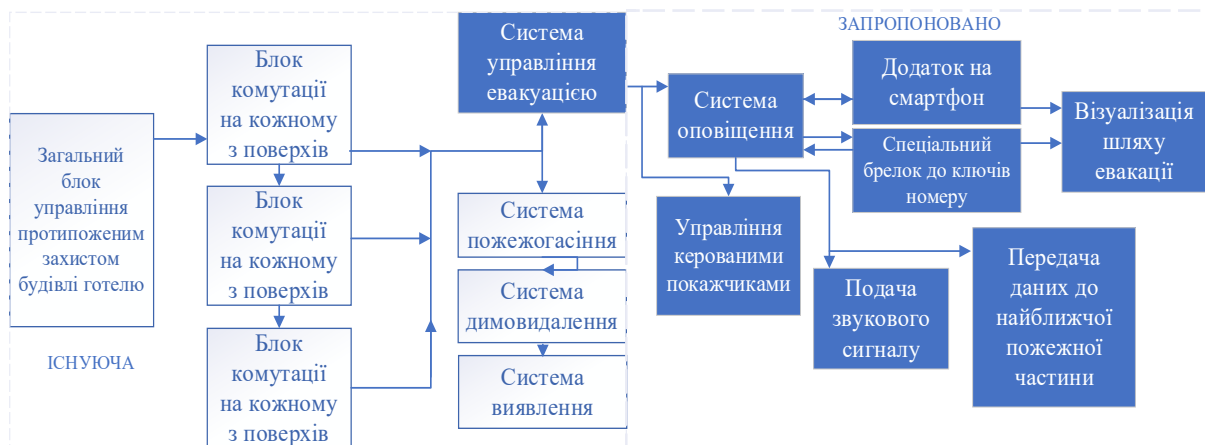 Загальний
блок
управління
протипоженим
захистом
будівлі готелю
ІСНУЮЧА
Блок
комутації
на кожному
з поверхів
Блок
комутації
на кожному
з поверхів
Блок
комутації
на кожному
з поверхів
Система
управління
евакуацією
Система
пожежогасіння
Система
димовидалення
Система
виявлення
ЗАПРОПОНОВАНО
Система
оповіщення
Додаток на
смартфон
Спеціальний
брелок до ключів
номеру
Візуалізація
шляху
евакації
Управління
керованими
покажчиками
Подача
звукового
сигналу
Передача
даних до
найближчої
пожежної
частини